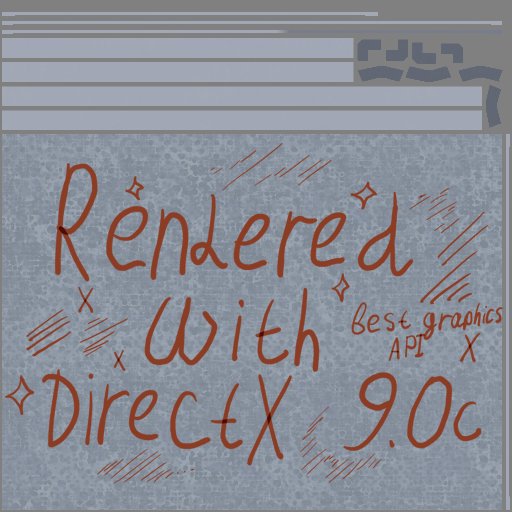 Rendered
with
Best graphics
API X
DirectX 9.0c